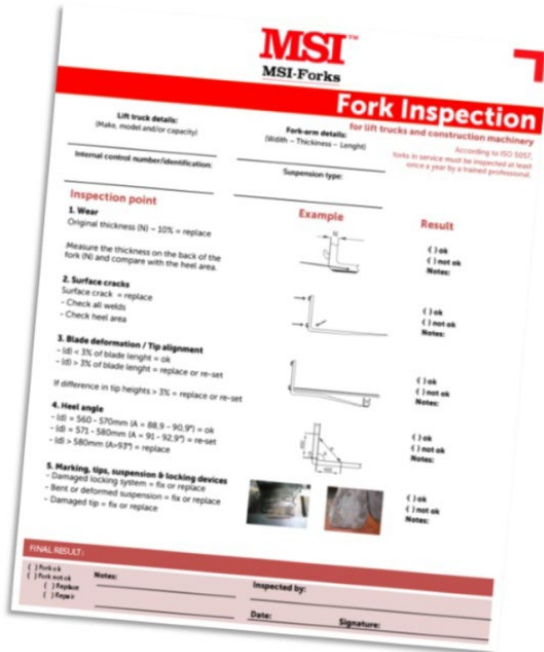 MSI™
MSI-Forks
Fork Inspection
for lift trucks and construction machinery
According to ISO 5057,
forks in service must be inspected at least
once a year by a trained professional.
Lift truck details:
(Make, model and/or capacity)
Fork-arm details:
(Width – Thickness – Lenght)
Internal control number/identification:
Suspension type:
Inspection point
Example
Result
1. Wear
Original thickness (N) – 10% = replace
Measure the thickness on the back of the
fork (N) and compare with the heel area.
N
( ) ok
( ) not ok
Notes:
2. Surface cracks
Surface crack = replace
- Check all welds
- Check heel area
( ) ok
( ) not ok
Notes:
3. Blade deformation / Tip alignment
- (d) < 3% of blade lenght = ok
- (d) > 3% of blade lenght = replace or re-set
If difference in tip heights > 3% = replace or re-set
( ) ok
( ) not ok
Notes:
4. Heel angle
- (d) = 560 - 570mm (A = 88,9 - 90,9°) = ok
- (d) = 571 - 580mm (A = 91 - 92,9°) = re-set
- (d) > 580mm (A>93°) = replace
( ) ok
( ) not ok
Notes:
5. Marking, tips, suspension & locking devices
- Damaged locking system = fix or replace
- Bent or deformed suspension = fix or replace
- Damaged tip = fix or replace
( ) ok
( ) not ok
Notes:
FINAL RESULT:
( ) Fork ok
( ) Fork not ok
( ) Replace
( ) Repair
Notes:
Inspected by:
Date:
Signature: